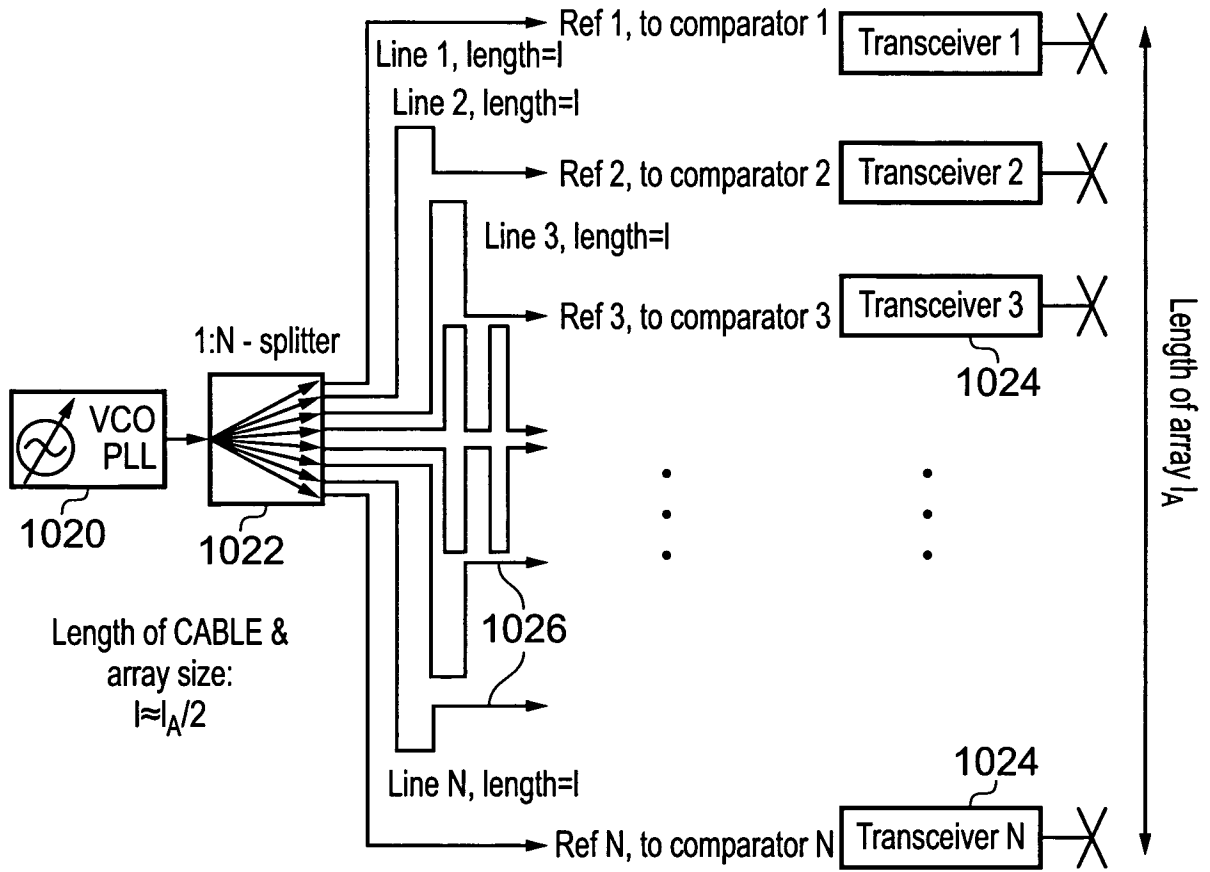 Ref 1, to comparator 1
Transceiver 1
Line 1, length=l
Line 2, length=l
Ref 2, to comparator 2
Transceiver 2
Line 3, length=l
Ref 3, to comparator 3
Transceiver 3
1024
1:N - splitter
VCO
PLL
1020
1022
Length of array lA
1026
Length of CABLE &
array size:
l≈lA/2
Line N, length=l
1024
Ref N, to comparator N
Transceiver N